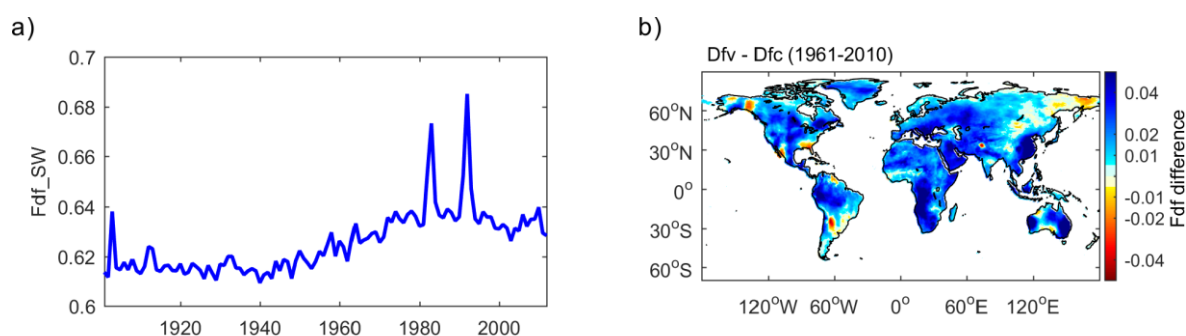 a)
0.7
0.68
0.66
0.64
0.62
0.6
Fdf_SW
1920 1940 1960 1980 2000
b)
Dfv - Dfc (1961-2010)
60°N
30°N
0°
30°S
60°S
120°W 60°W 0° 60°E 120°E
0.04
0.02
0.01
-0.01
-0.02
-0.04
Fdf difference